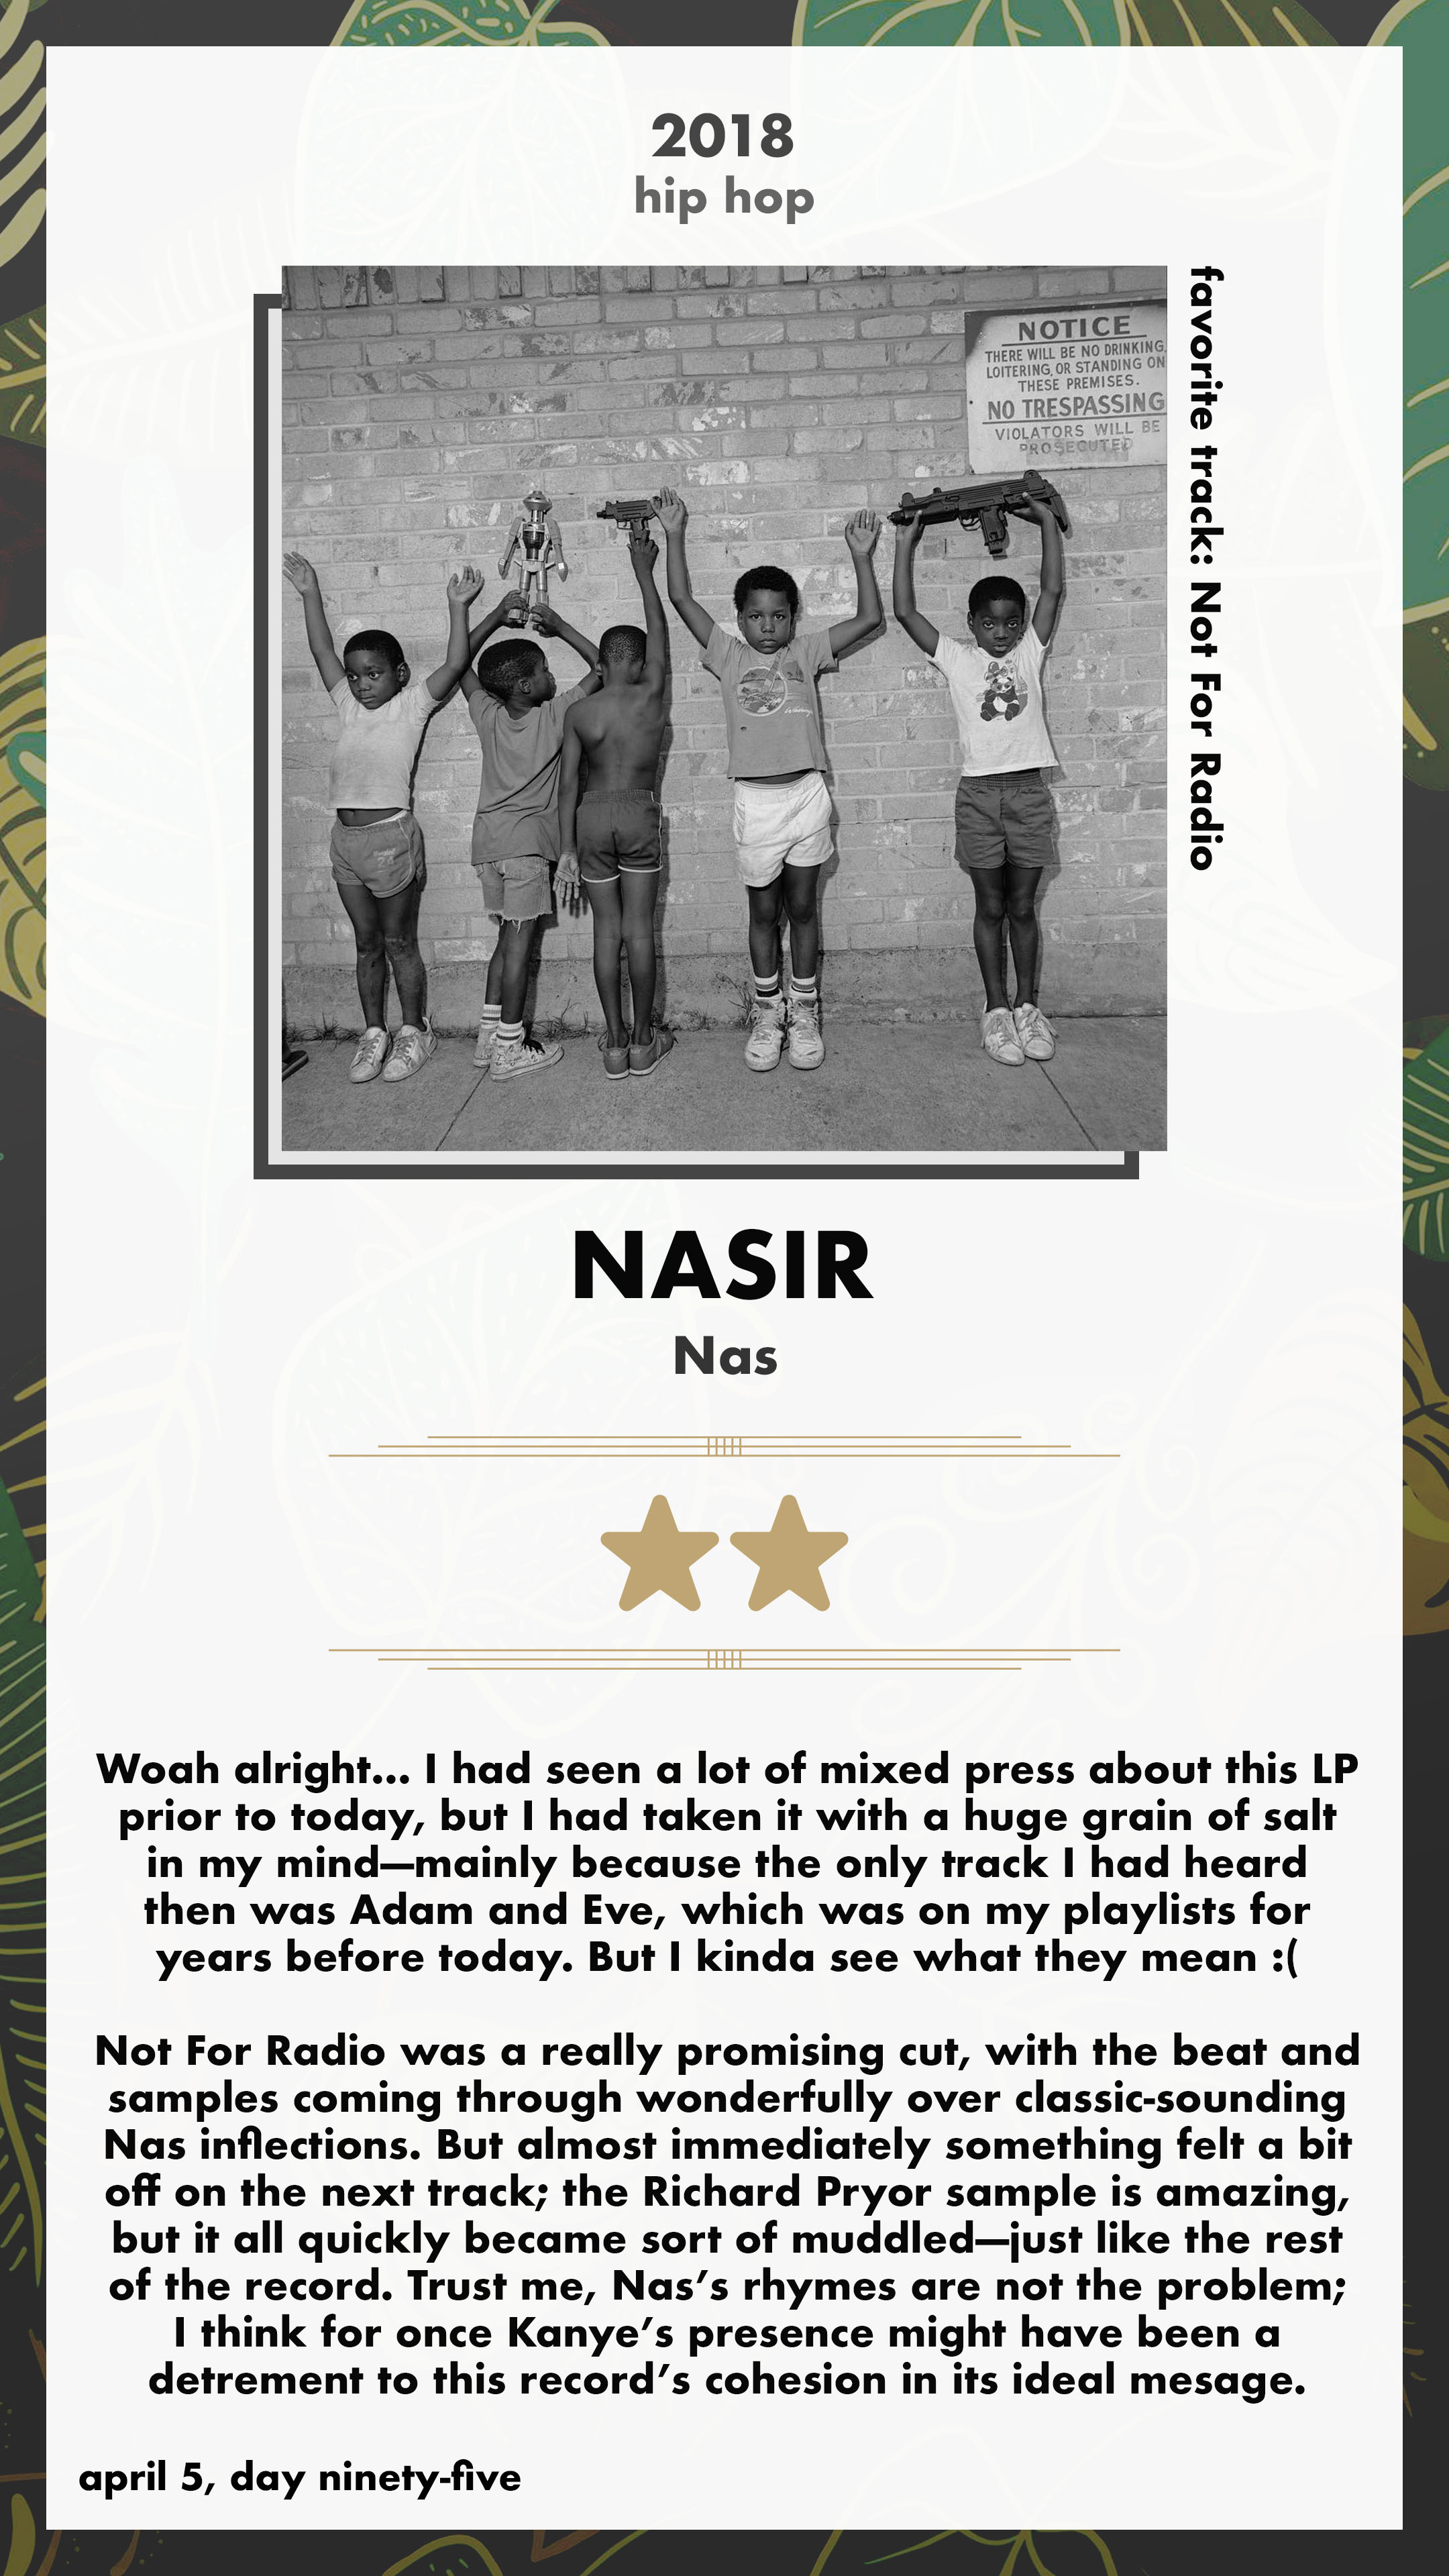 2018
hip hop
NOTICE
THERE WILL BE NO DRINKING,
LOITERING, OR STANDING ON
THESE PREMISES.
NO TRESPASSING
VIOLATORS WILL BE
PROSECUTED
favorite track: Not For Radio
NASIR
Nas
Woah alright... I had seen a lot of mixed press about this LP
prior to today, but I had taken it with a huge grain of salt
in my mind—mainly because the only track I had heard
then was Adam and Eve, which was on my playlists for
years before today. But I kinda see what they mean :(
Not For Radio was a really promising cut, with the beat and
samples coming through wonderfully over classic-sounding
Nas inflections. But almost immediately something felt a bit
off on the next track; the Richard Pryor sample is amazing,
but it all quickly became sort of muddled—just like the rest
of the record. Trust me, Nas’s rhymes are not the problem;
I think for once Kanye’s presence might have been a
detrement to this record’s cohesion in its ideal mesage.
april 5, day ninety-five